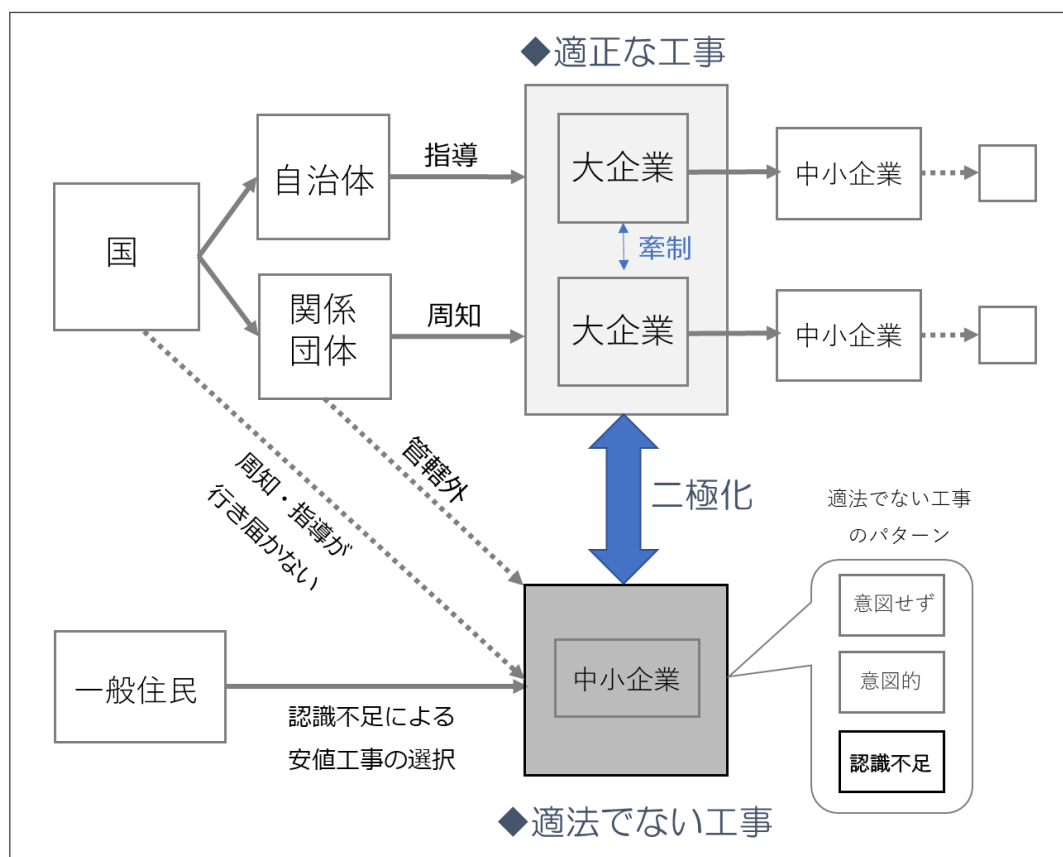 ◆適正な工事
国
自治体
指導
大企業
中小企業
牽制
関係
団体
周知
大企業
中小企業
管轄外
周知・指導が
行き届かない
二極化
適法でない工事
のパターン
意図せず
意図的
認識不足
一般住民
認識不足による
安値工事の選択
中小企業
◆適法でない工事